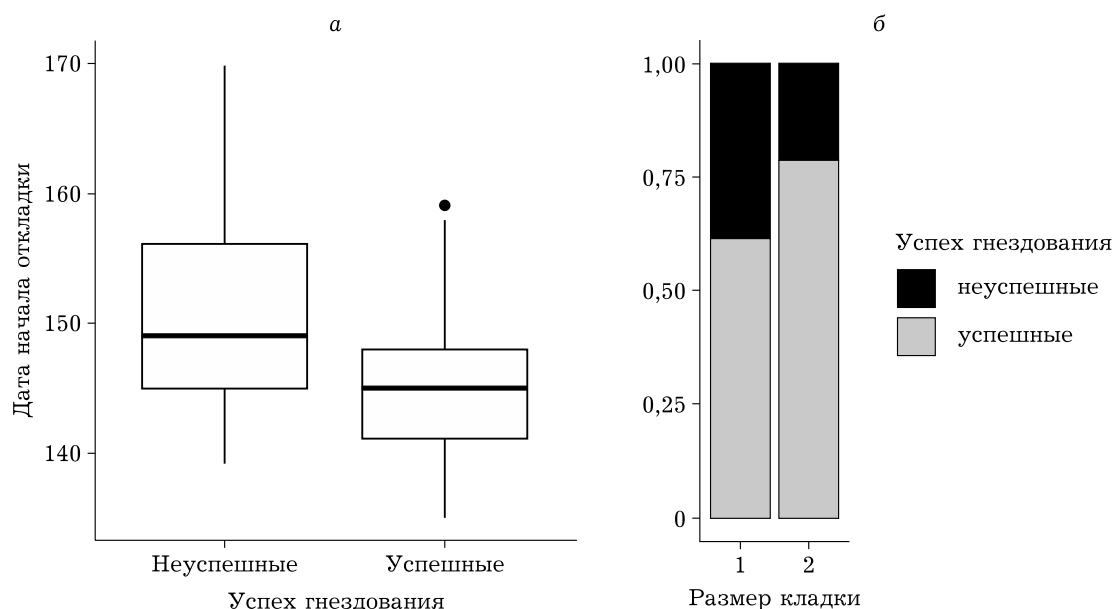 а
170
160
150
140
Дата начала откладки
Неуспешные
Успешные
Успех гнездования
б
1,00
0,75
0,50
0,25
0
1
2
Размер кладки
Успех гнездования
неуспешные
успешные